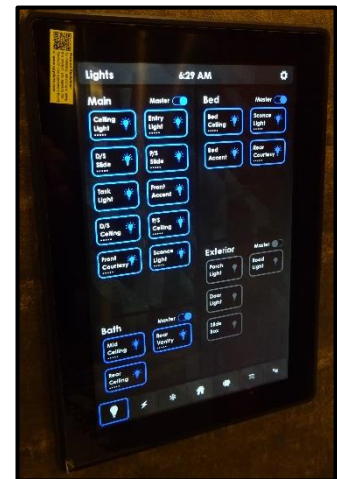 Lights
6:29 AM
Main
Master
Bed
Master
Ceiling
Light
Entry
Light
Bed
Ceiling
Sconce
Light
D/S
Slide
P/S
Slide
Bed
Accent
Rear
Courtesy
Task
Light
Front
Accent
D/S
Ceiling
P/S
Ceiling
Front
Courtesy
Sconce
Light
Exterior
Master
Porch
Light
Road
Light
Door
Light
Slide
Box
Bath
Master
Mid
Ceiling
Rear
Vanity
Rear
Ceiling